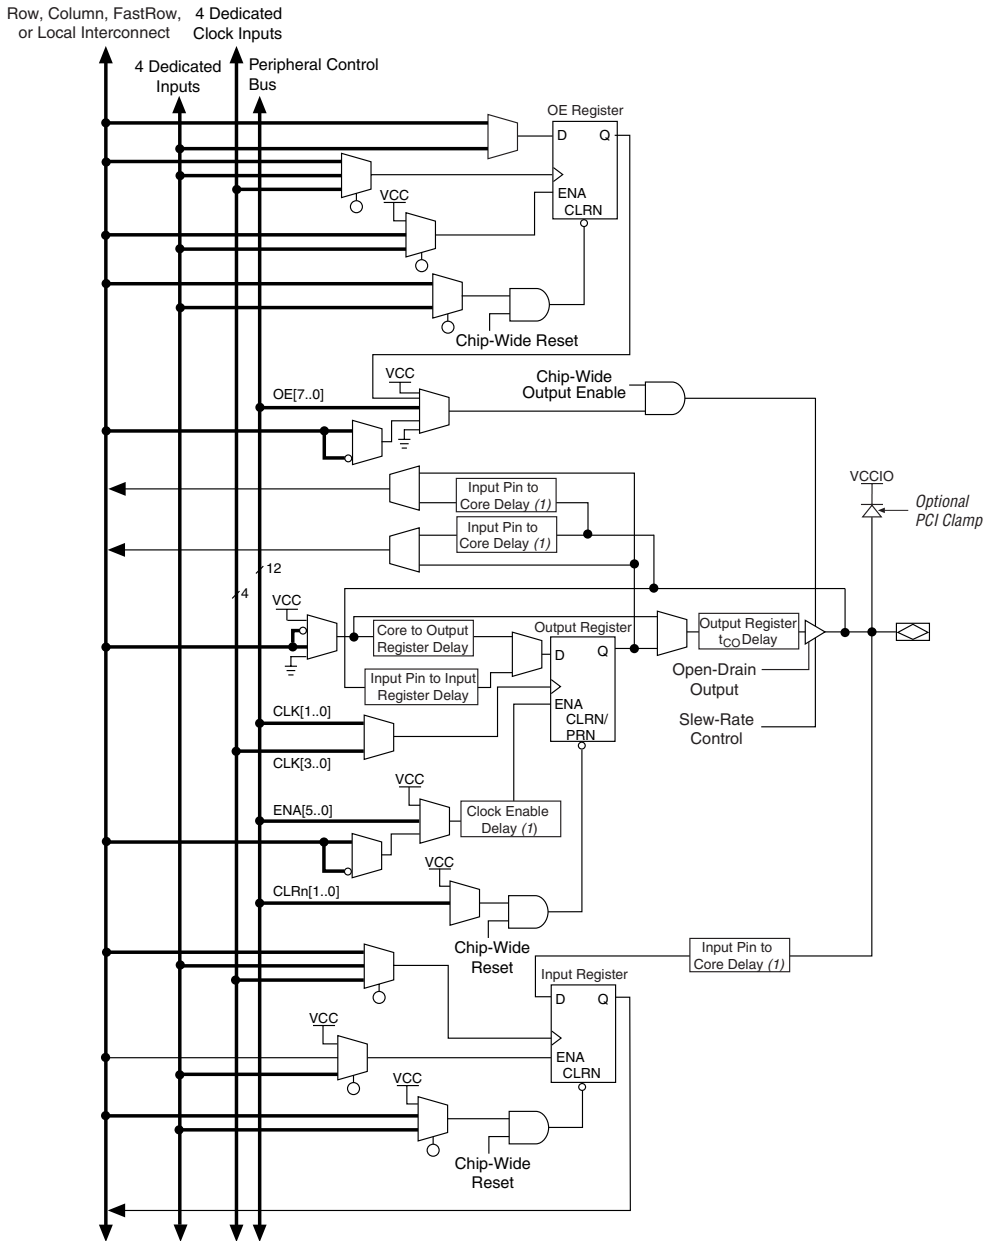 Row, Column, FastRow,
or Local Interconnect
4 Dedicated
Clock Inputs
4 Dedicated
Inputs
Peripheral Control
Bus
OE Register
D
Q
ENA
CLRN
VCC
Chip-Wide Reset
VCC
OE[7..0]
Chip-Wide
Output Enable
Input Pin to
Core Delay (1)
Input Pin to
Core Delay (1)
VCCIO
Optional
PCI Clamp
12
4
VCC
Core to Output
Register Delay
Input Pin to Input
Register Delay
Output Register
D
Q
ENA
CLRN/
PRN
Output Register
tCO Delay
Open-Drain
Output
Slew-Rate
Control
CLK[1..0]
CLK[3..0]
VCC
ENA[5..0]
Clock Enable
Delay (1)
VCC
CLRn[1..0]
Chip-Wide
Reset
Input Pin to
Core Delay (1)
Input Register
D
Q
ENA
CLRN
VCC
VCC
Chip-Wide
Reset